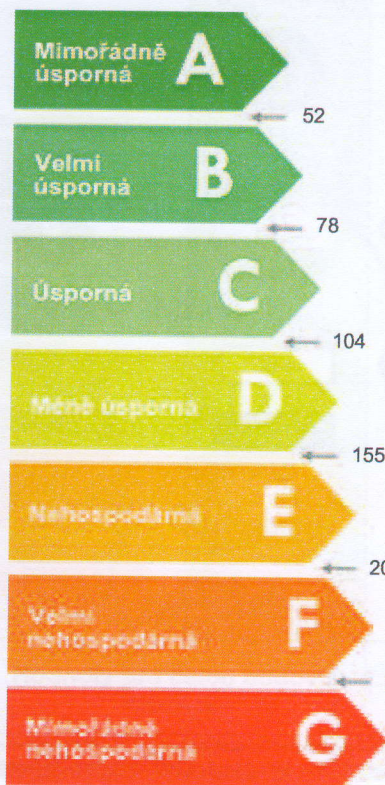 Mimořádně
úsporná
A
52
Velmi
úsporná
B
78
Úsporná
C
104
Méně úsporná
D
155
Nehospodárná
E
Velmi
nehospodárná
F
Mimořádně
nehospodárná
G